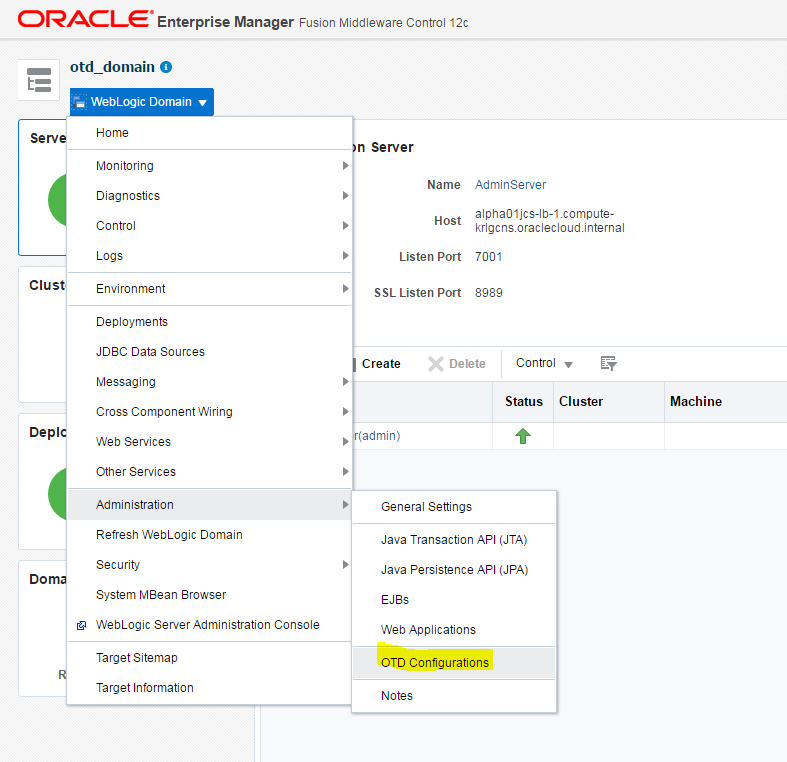 ORACLE Enterprise Manager Fusion Middleware Control 12c
otd_domain
WebLogic Domain
Home
Monitoring
Diagnostics
Control
Logs
Environment
Deployments
JDBC Data Sources
Messaging
Cross Component Wiring
Web Services
Other Services
Administration
Refresh WebLogic Domain
Security
System MBean Browser
WebLogic Server Administration Console
Target Sitemap
Target Information
General Settings
Java Transaction API (JTA)
Java Persistence API (JPA)
EJBs
Web Applications
OTD Configurations
Notes
Serve
Clust
Deplo
Doma
R
on Server
Name AdminServer
Host alpha01jcs-lb-1.compute-
krlgcns.oraclecloud.internal
Listen Port 7001
SSL Listen Port 8989
Create Delete Control
Status Cluster Machine
r(admin)